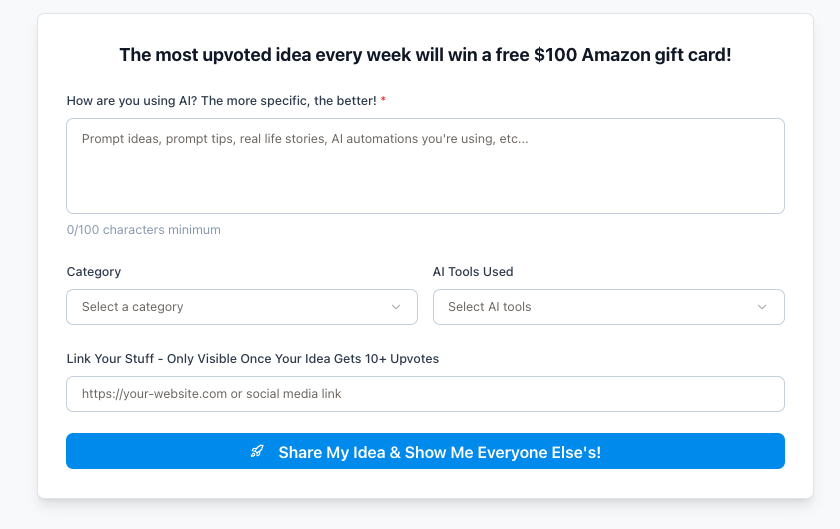 The most upvoted idea every week will win a free $100 Amazon gift card!
How are you using AI? The more specific, the better! *
Prompt ideas, prompt tips, real life stories, AI automations you're using, etc...
0/100 characters minimum
Category
AI Tools Used
Select a category
Select AI tools
Link Your Stuff - Only Visible Once Your Idea Gets 10+ Upvotes
https://your-website.com or social media link
Share My Idea & Show Me Everyone Else's!